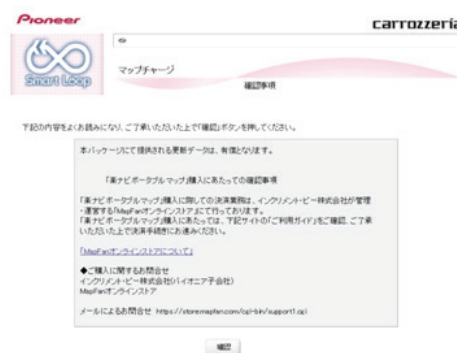 Pioneer
carrozzeria
Smart Loop
マップチャージ
確認事項
下記の内容をよくお読みになり、ご了承いただいた上で「確認」ボタンを押してください。
本パッケージにて提供される更新データは、有償となります。
「楽ナビポータブルマップ」購入にあたっての確認事項
「楽ナビポータブルマップ」購入に際しての決済業務は、インクリメント・ピー株式会社が管理
・運営する「MapFanオンラインストア」にて行っております。
「楽ナビポータブルマップ」購入にあたっては、下記サイトの「ご利用ガイド」をご確認、ご了承
いただいた上で決済手続きにお進みください。
「MapFanオンラインストアについて」
◆ご購入に関するお問合せ
インクリメント・ピー株式会社(パイオニア子会社)
MapFanオンラインストア
メールによるお問合せ https://store.mapfan.com/cgi-bin/support1.cgi
確認